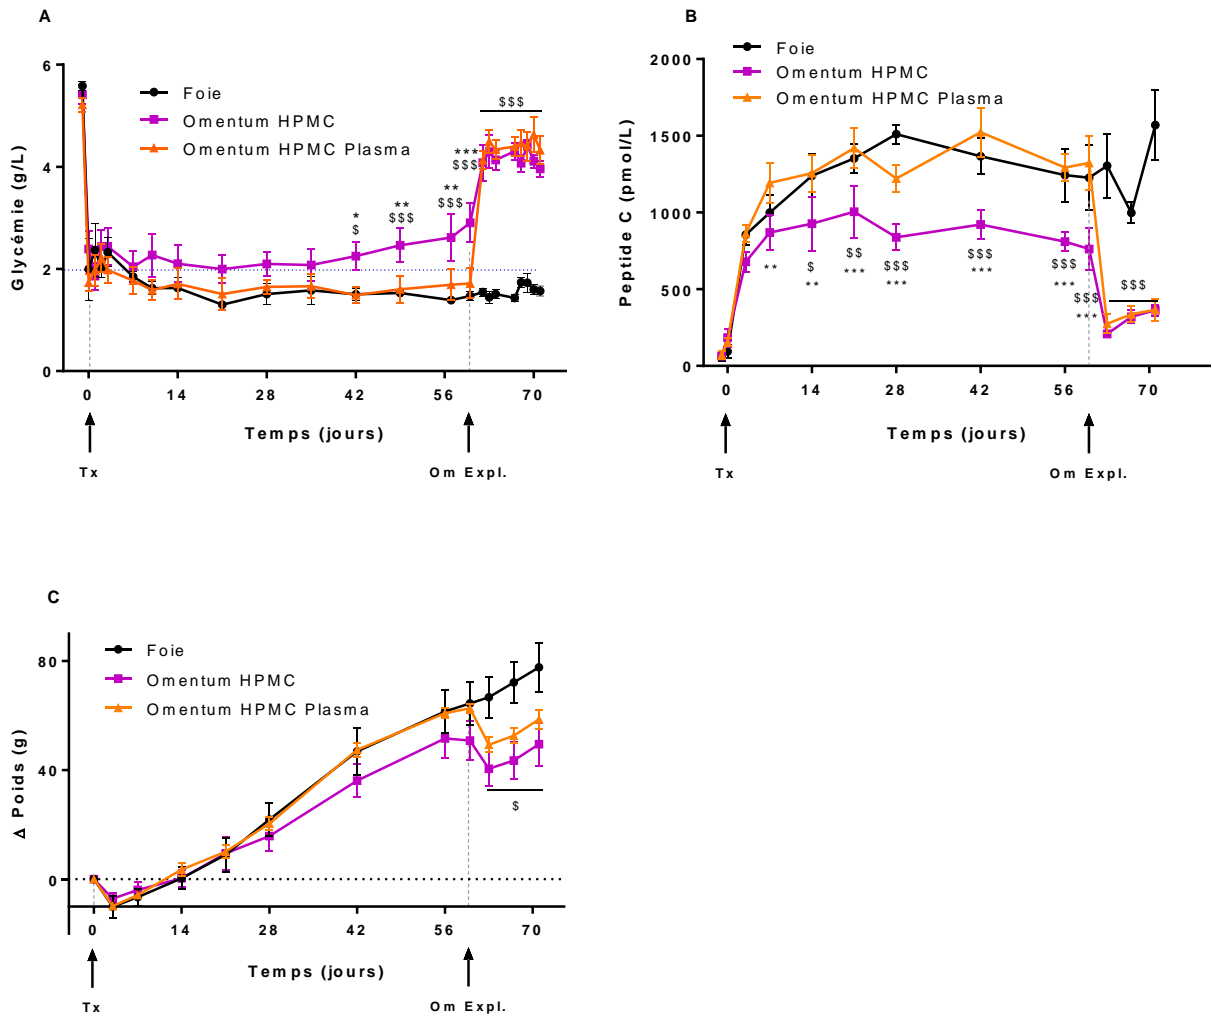 A
Foie
Omentum HPMC
Omentum HPMC Plasma
Glycémie (g/L)
6
4
2
0
$$$
***
$$$
**
$$$
**
$$$
*
$
0 14 28 42 56 70
Temps (jours)
Tx
Om Expl.
B
Foie
Omentum HPMC
Omentum HPMC Plasma
Peptide C (pmol/L)
2000
1500
1000
500
0
**
$
**
$$
***
$$$
***
$$$
***
$$$
***
$$$
***
$$$
0 14 28 42 56 70
Temps (jours)
Tx
Om Expl.
C
Foie
Omentum HPMC
Omentum HPMC Plasma
Δ Poids (g)
80
40
0
$
0 14 28 42 56 70
Temps (jours)
Tx
Om Expl.